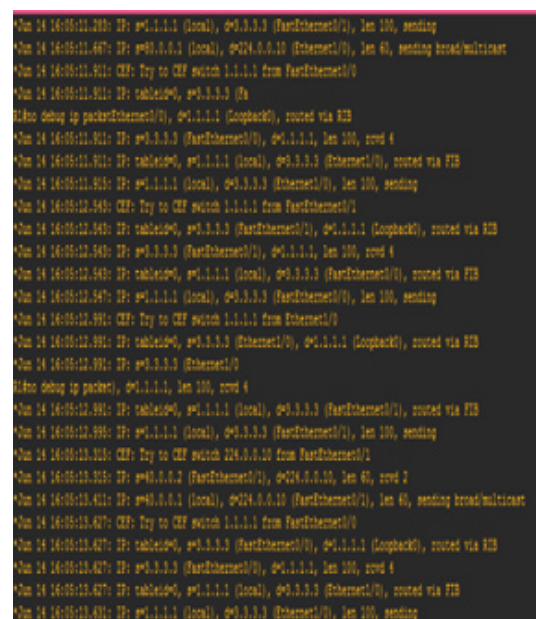 *Jun 14 16:05:11.203: IP: s=1.1.1.1 (local), d=3.3.3.3 (FastEthernet0/1), len 100, sending
*Jun 14 16:05:11.667: IP: s=90.0.0.1 (local), d=224.0.0.10 (Ethernet1/0), len 60, sending broad/multicast
*Jun 14 16:05:11.911: CEF: Try to CEF switch 1.1.1.1 from FastEthernet0/0
*Jun 14 16:05:11.911: IP: tableid=0, s=3.3.3.3 (Fa
R1#no debug ip packetEthernet0/0), d=1.1.1.1 (Loopback0), routed via RIB
*Jun 14 16:05:11.911: IP: s=3.3.3.3 (FastEthernet0/0), d=1.1.1.1, len 100, rcvd 4
*Jun 14 16:05:11.911: IP: tableid=0, s=1.1.1.1 (local), d=3.3.3.3 (Ethernet1/0), routed via FIB
*Jun 14 16:05:11.915: IP: s=1.1.1.1 (local), d=3.3.3.3 (Ethernet1/0), len 100, sending
*Jun 14 16:05:12.543: CEF: Try to CEF switch 1.1.1.1 from FastEthernet0/1
*Jun 14 16:05:12.543: IP: tableid=0, s=3.3.3.3 (FastEthernet0/1), d=1.1.1.1 (Loopback0), routed via RIB
*Jun 14 16:05:12.543: IP: s=3.3.3.3 (FastEthernet0/1), d=1.1.1.1, len 100, rcvd 4
*Jun 14 16:05:12.543: IP: tableid=0, s=1.1.1.1 (local), d=3.3.3.3 (FastEthernet0/0), routed via FIB
*Jun 14 16:05:12.547: IP: s=1.1.1.1 (local), d=3.3.3.3 (FastEthernet0/0), len 100, sending
*Jun 14 16:05:12.991: CEF: Try to CEF switch 1.1.1.1 from Ethernet1/0
*Jun 14 16:05:12.991: IP: tableid=0, s=3.3.3.3 (Ethernet1/0), d=1.1.1.1 (Loopback0), routed via RIB
*Jun 14 16:05:12.991: IP: s=3.3.3.3 (Ethernet1/0
R1#no debug ip packet), d=1.1.1.1, len 100, rcvd 4
*Jun 14 16:05:12.991: IP: tableid=0, s=1.1.1.1 (local), d=3.3.3.3 (FastEthernet0/1), routed via FIB
*Jun 14 16:05:12.995: IP: s=1.1.1.1 (local), d=3.3.3.3 (FastEthernet0/1), len 100, sending
*Jun 14 16:05:13.315: CEF: Try to CEF switch 224.0.0.10 from FastEthernet0/1
*Jun 14 16:05:13.315: IP: s=40.0.0.2 (FastEthernet0/1), d=224.0.0.10, len 60, rcvd 2
*Jun 14 16:05:13.411: IP: s=40.0.0.1 (local), d=224.0.0.10 (FastEthernet0/1), len 60, sending broad/multicast
*Jun 14 16:05:13.627: CEF: Try to CEF switch 1.1.1.1 from FastEthernet0/0
*Jun 14 16:05:13.627: IP: tableid=0, s=3.3.3.3 (FastEthernet0/0), d=1.1.1.1 (Loopback0), routed via RIB
*Jun 14 16:05:13.627: IP: s=3.3.3.3 (FastEthernet0/0), d=1.1.1.1, len 100, rcvd 4
*Jun 14 16:05:13.627: IP: tableid=0, s=1.1.1.1 (local), d=3.3.3.3 (Ethernet1/0), routed via FIB
*Jun 14 16:05:13.631: IP: s=1.1.1.1 (local), d=3.3.3.3 (Ethernet1/0), len 100, sending